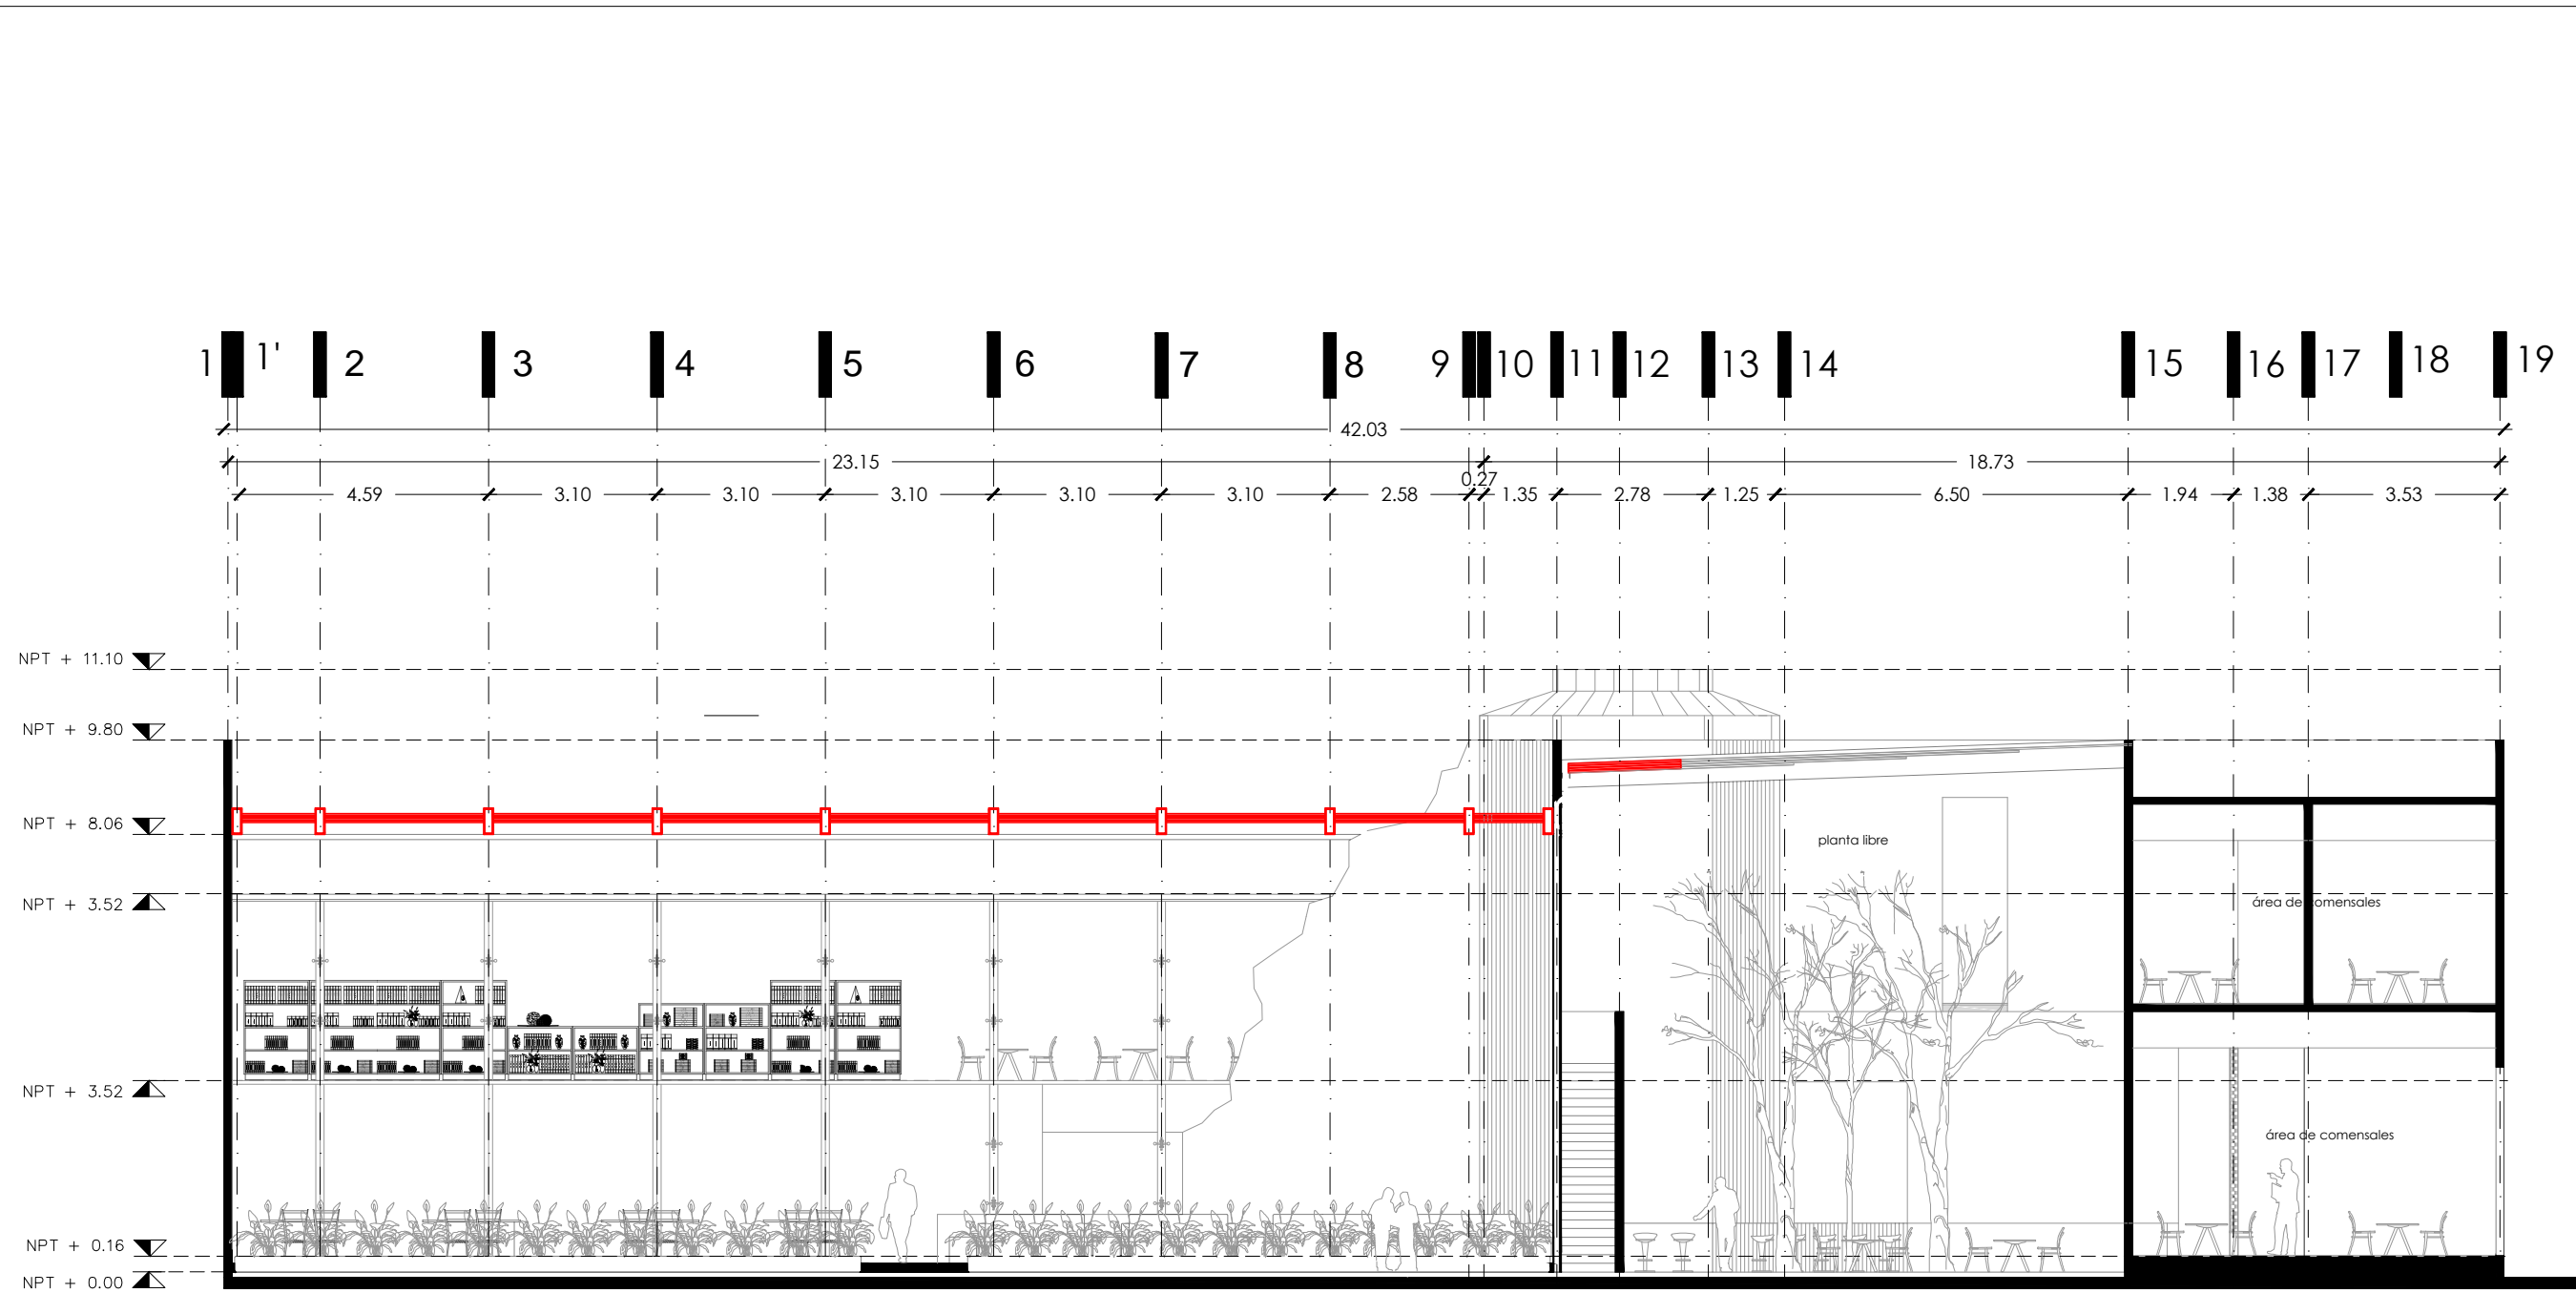 1 1' 2 3 4 5 6 7 8 9 10 11 12 13 14 15 16 17 18 19
42.03
23.15 18.73
0.27
4.59 3.10 3.10 3.10 3.10 3.10 2.58 1.35 2.78 1.25 6.50 1.94 1.38 3.53
NPT + 11.10
NPT + 9.80
NPT + 8.06
planta libre
NPT + 3.52
área de comensales
NPT + 3.52
área de comensales
NPT + 0.16
NPT + 0.00